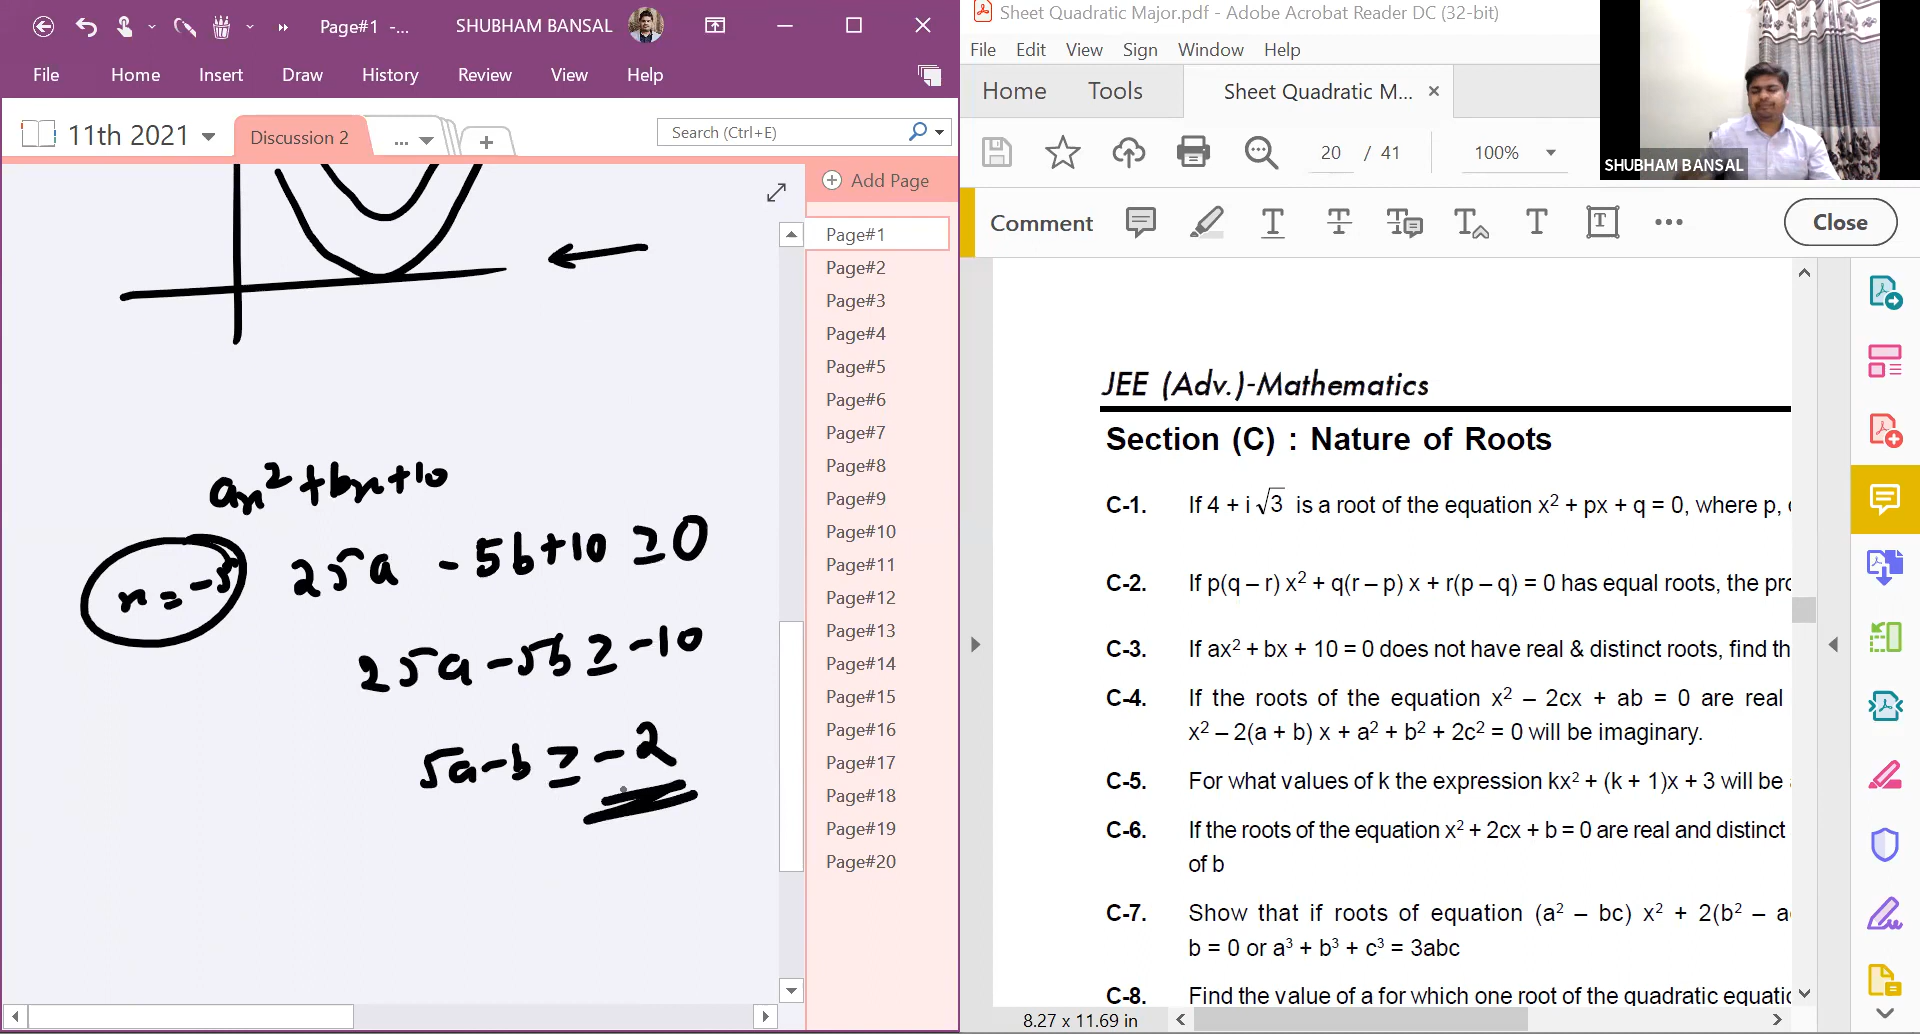 Page#1 -...
SHUBHAM BANSAL
File Home Insert Draw History Review View Help
11th 2021
Discussion 2
...
Search (Ctrl+E)
Add Page
Page#1
Page#2
Page#3
Page#4
Page#5
Page#6
Page#7
Page#8
Page#9
Page#10
Page#11
Page#12
Page#13
Page#14
Page#15
Page#16
Page#17
Page#18
Page#19
Page#20
ax² + bx + 10
x = -5
25a - 5b + 10 ≥ 0
25a - 5b ≥ -10
5a - b ≥ -2
Sheet Quadratic Major.pdf - Adobe Acrobat Reader DC (32-bit)
File Edit View Sign Window Help
Home Tools Sheet Quadratic M... ×
20 / 41
100%
SHUBHAM BANSAL
Comment
Close
JEE (Adv.)-Mathematics
Section (C) : Nature of Roots
C-1. If 4 + i√3 is a root of the equation x² + px + q = 0, where p,
C-2. If p(q – r) x² + q(r – p) x + r(p – q) = 0 has equal roots, the pro
C-3. If ax² + bx + 10 = 0 does not have real & distinct roots, find th
C-4. If the roots of the equation x² – 2cx + ab = 0 are real
x² – 2(a + b) x + a² + b² + 2c² = 0 will be imaginary.
C-5. For what values of k the expression kx² + (k + 1)x + 3 will be
C-6. If the roots of the equation x² + 2cx + b = 0 are real and distinct
of b
C-7. Show that if roots of equation (a² – bc) x² + 2(b² – a
b = 0 or a³ + b³ + c³ = 3abc
C-8. Find the value of a for which one root of the quadratic equatio
8.27 x 11.69 in